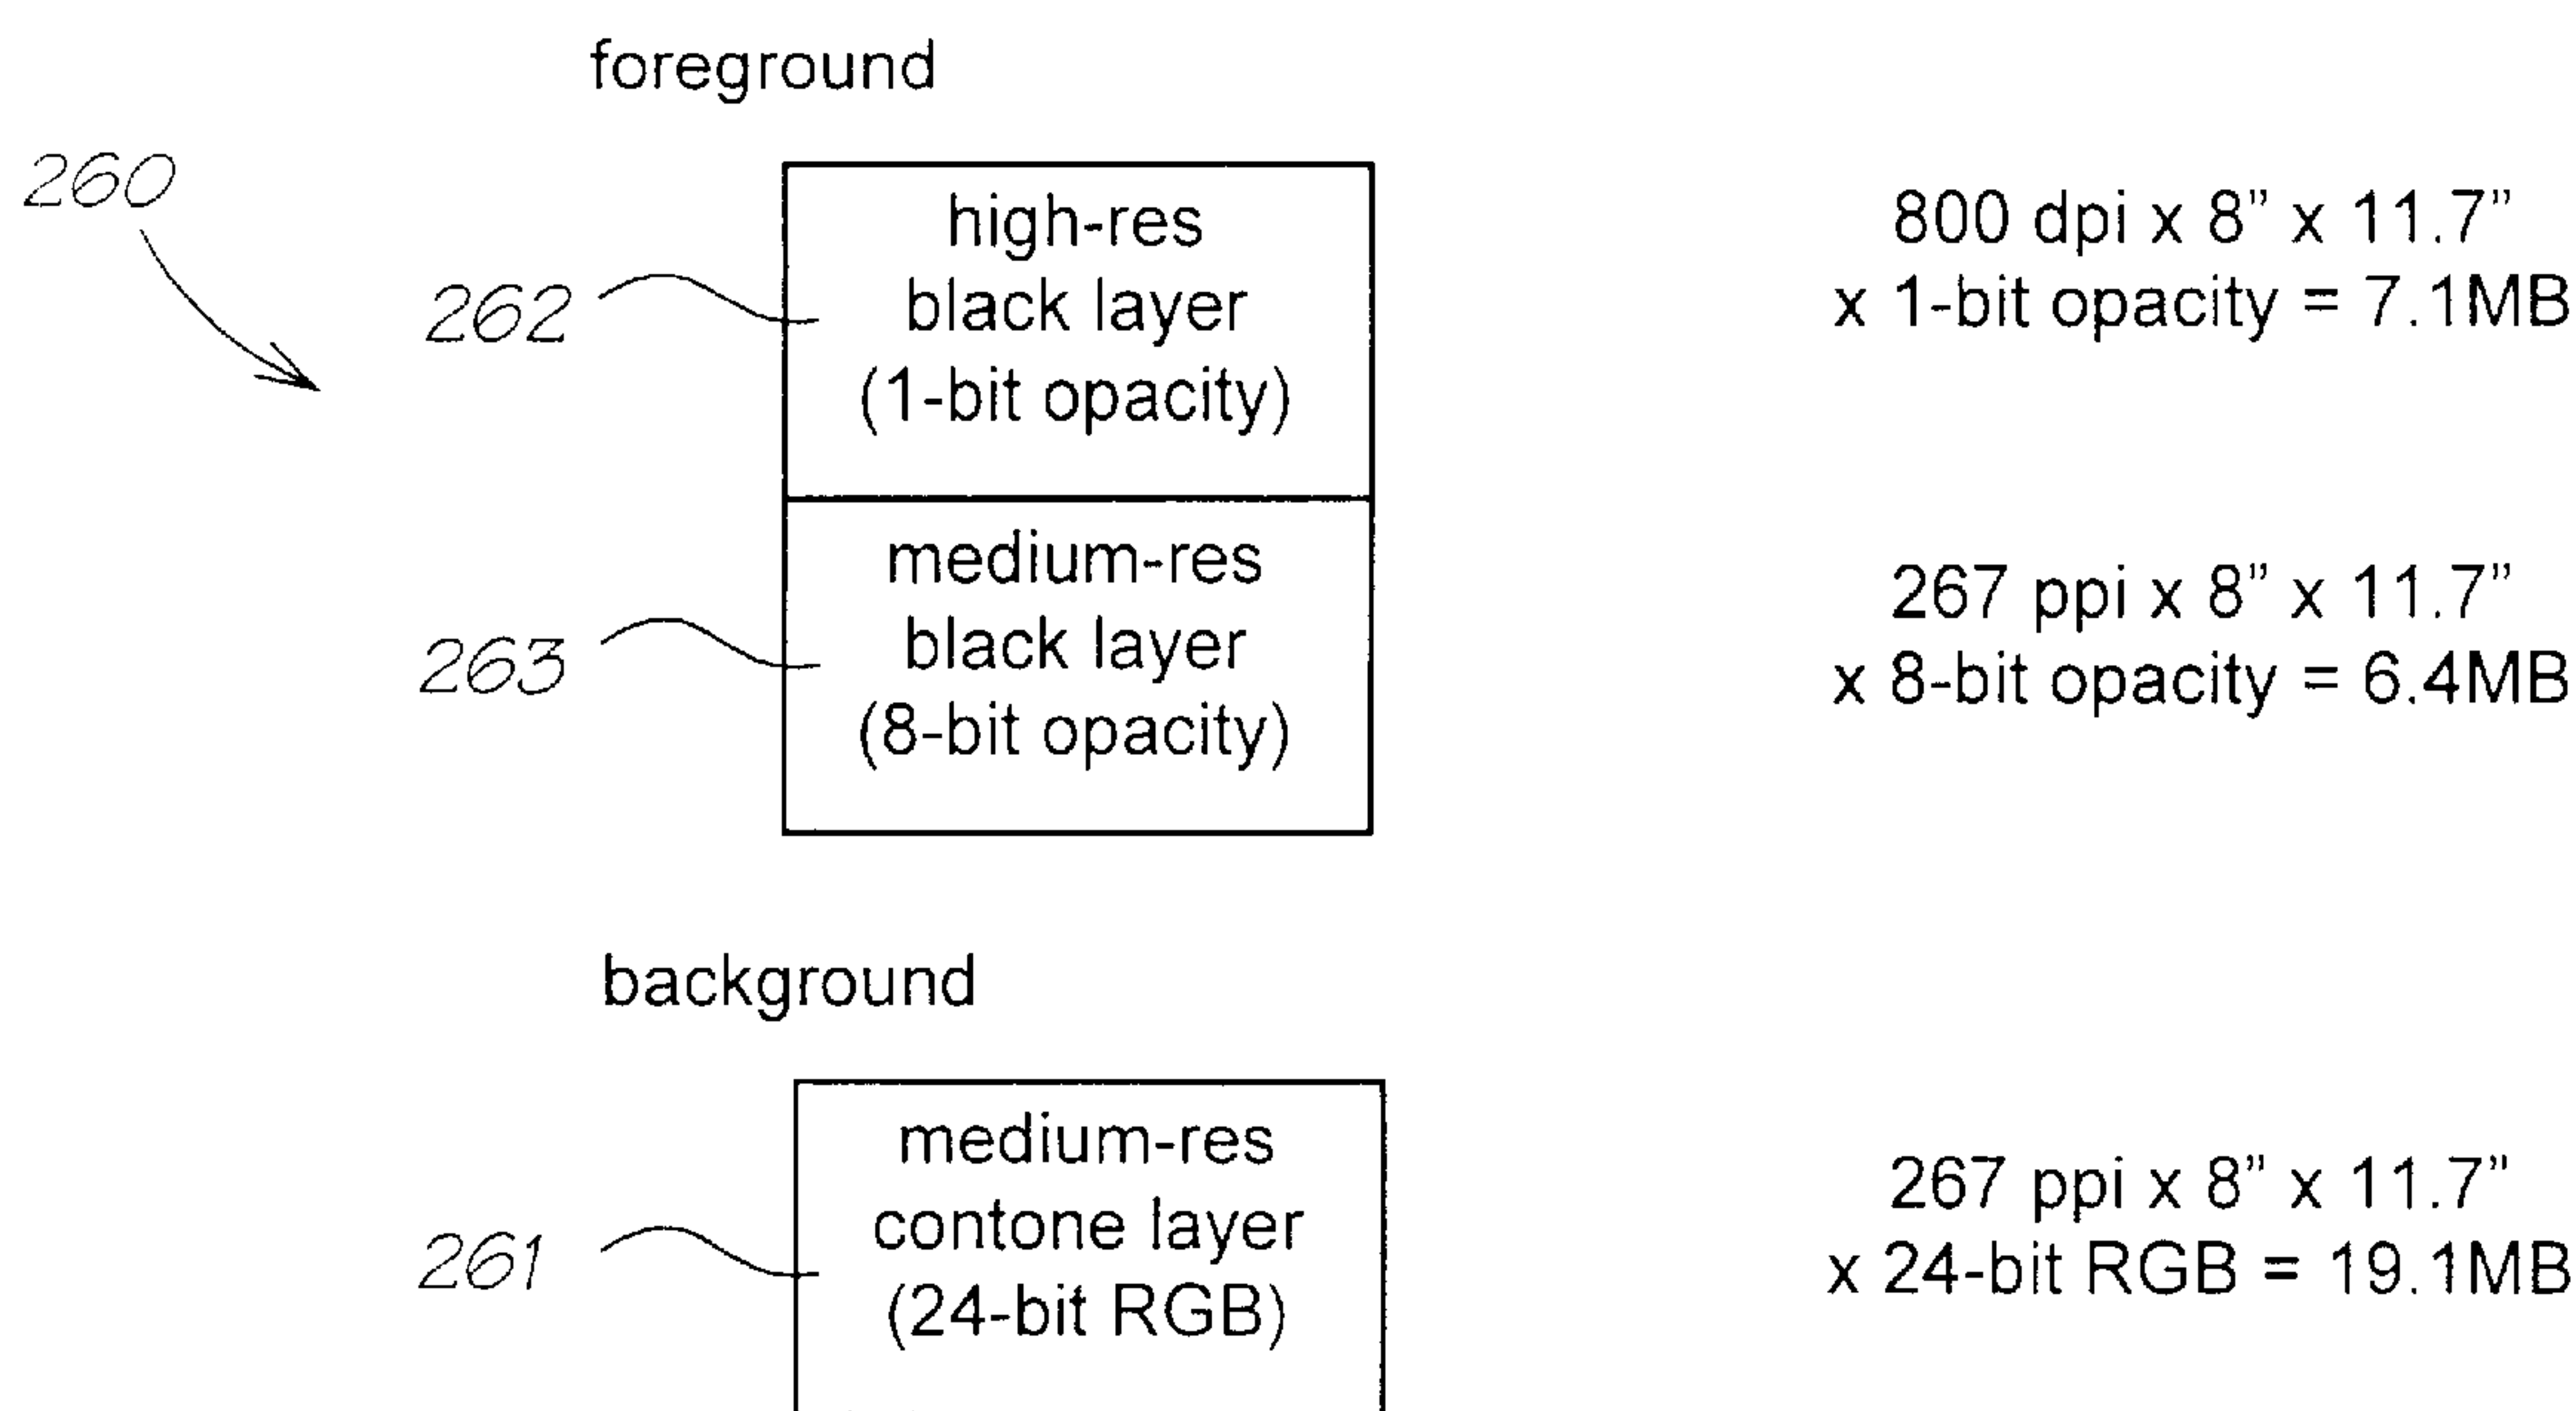 foreground
260
262
high-res
black layer
(1-bit opacity)
800 dpi x 8” x 11.7”
x 1-bit opacity = 7.1MB
263
medium-res
black layer
(8-bit opacity)
267 ppi x 8” x 11.7”
x 8-bit opacity = 6.4MB
background
261
medium-res
contone layer
(24-bit RGB)
267 ppi x 8” x 11.7”
x 24-bit RGB = 19.1MB